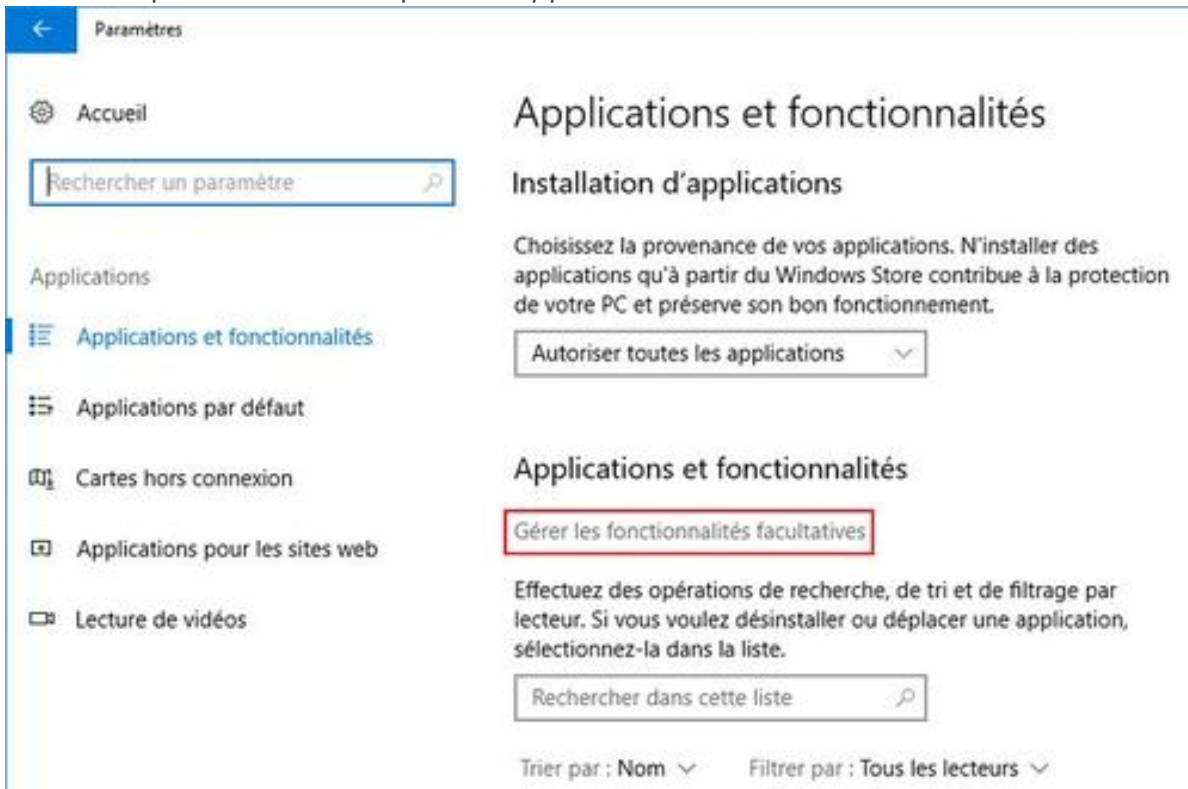 Paramètres
Accueil
Rechercher un paramètre
Applications
Applications et fonctionnalités
Applications par défaut
Cartes hors connexion
Applications pour les sites web
Lecture de vidéos
Applications et fonctionnalités
Installation d'applications
Choisissez la provenance de vos applications. N'installer des
applications qu'à partir du Windows Store contribue à la protection
de votre PC et préserve son bon fonctionnement.
Autoriser toutes les applications
Applications et fonctionnalités
Gérer les fonctionnalités facultatives
Effectuez des opérations de recherche, de tri et de filtrage par
lecteur. Si vous voulez désinstaller ou déplacer une application,
sélectionnez-la dans la liste.
Rechercher dans cette liste
Trier par : Nom Filtrer par : Tous les lecteurs